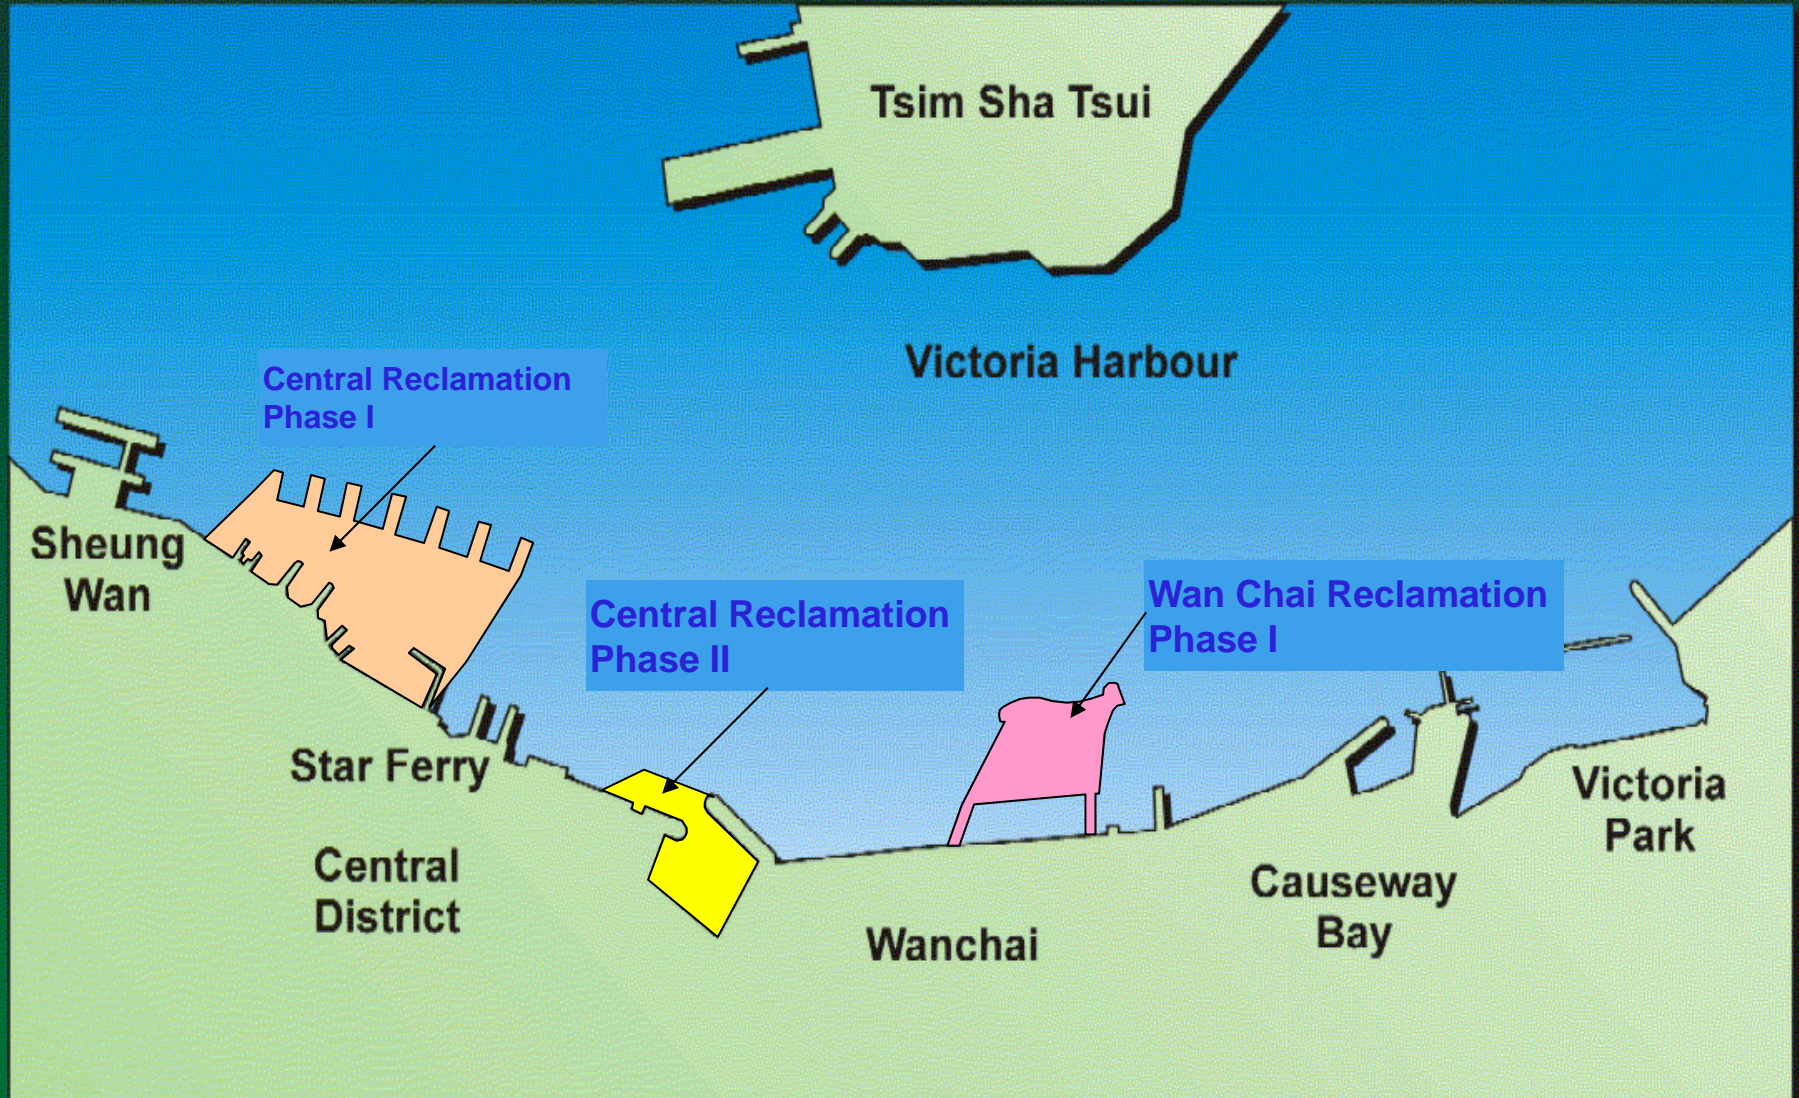 Tsim Sha Tsui
Victoria Harbour
Central Reclamation
Phase I
Sheung
Wan
Central Reclamation
Phase II
Wan Chai Reclamation
Phase I
Star Ferry
Victoria
Park
Central
District
Causeway
Bay
Wanchai